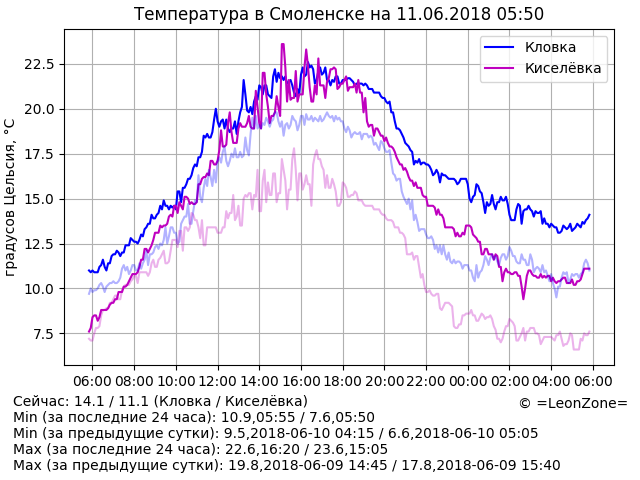 Температура в Смоленске на 11.06.2018 05:50
Кловка
Киселёвка
градусов Цельсия, °C
22.5
20.0
17.5
15.0
12.5
10.0
7.5
06:00 08:00 10:00 12:00 14:00 16:00 18:00 20:00 22:00 00:00 02:00 04:00 06:00
Сейчас: 14.1 / 11.1 (Кловка / Киселёвка)
© =LeonZone=
Min (за последние 24 часа): 10.9,05:55 / 7.6,05:50
Min (за предыдущие сутки): 9.5,2018-06-10 04:15 / 6.6,2018-06-10 05:05
Max (за последние 24 часа): 22.6,16:20 / 23.6,15:05
Max (за предыдущие сутки): 19.8,2018-06-09 14:45 / 17.8,2018-06-09 15:40